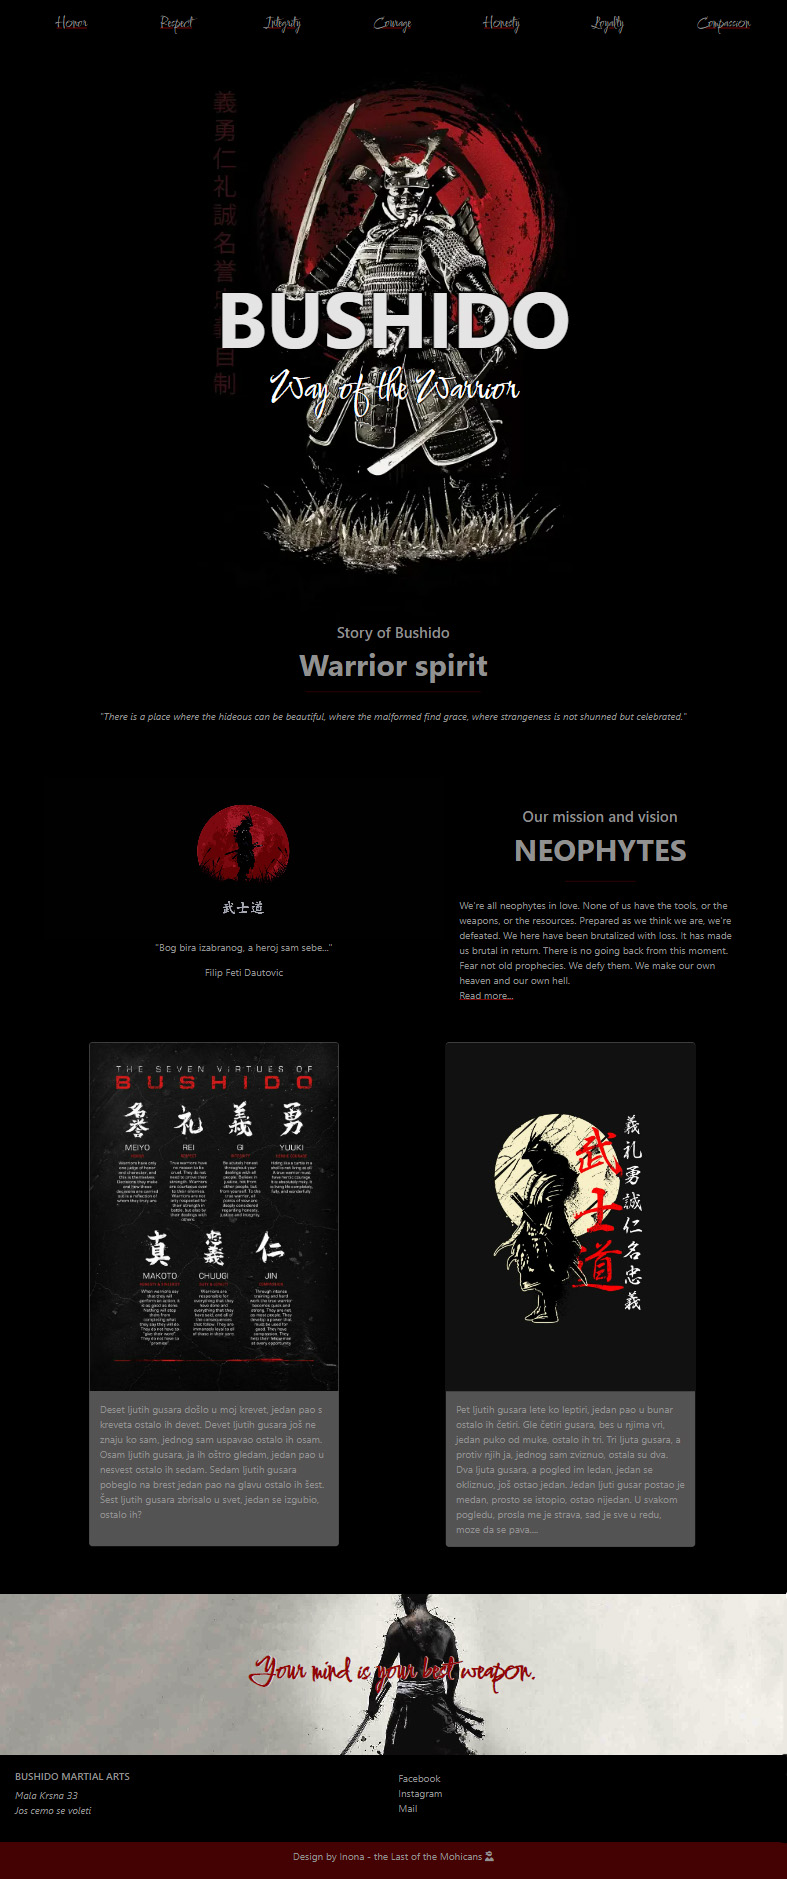 Honor Respect Integrity Courage Honesty Loyalty Compassion
義勇仁礼誠名誉
自制
BUSHIDO
Way of the Warrior
Story of Bushido
Warrior spirit
"There is a place where the hideous can be beautiful, where the malformed find grace, where strangeness is not shunned but celebrated."
武士道
"Bog bira izabranog, a heroj sam sebe..."
Filip Feti Dautovic
Our mission and vision
NEOPHYTES
We're all neophytes in love. None of us have the tools, or the
weapons, or the resources. Prepared as we think we are, we're
defeated. We here have been brutalized with loss. It has made
us brutal in return. There is no going back from this moment.
Fear not old prophecies. We defy them. We make our own
heaven and our own hell.
Read more...
THE SEVEN VIRTUES OF
BUSHIDO
名誉 礼 義 勇
MEIYO REI GI YUUKI
真 忠義 仁
MAKOTO CHUUGI JIN
Deset ljutih gusara došlo u moj krevet, jedan pao s
kreveta ostalo ih devet. Devet ljutih gusara još ne
znaju ko sam, jednog sam uspavao ostalo ih osam.
Osam ljutih gusara, ja ih oštro gledam, jedan pao u
nesvest ostalo ih sedam. Sedam ljutih gusara
pobeglo na brest jedan pao na glavu ostalo ih šest.
Šest ljutih gusara zbrisalo u svet, jedan se izgubio,
ostalo ih?
武士道
義礼勇誠仁名忠義
Pet ljutih gusara lete ko leptiri, jedan pao u bunar
ostalo ih četiri. Gle četiri gusara, bes u njima vri,
jedan puko od muke, ostalo ih tri. Tri ljuta gusara, a
protiv njih ja, jednog sam zviznuo, ostala su dva.
Dva ljuta gusara, a pogled im ledan, jedan se
okliznuo, još ostao jedan. Jedan ljuti gusar postao je
medan, prosto se istopio, ostao nijedan. U svakom
pogledu, prosla me je strava, sad je sve u redu,
moze da se pava....
Your mind is your best weapon.
BUSHIDO MARTIAL ARTS
Mala Krsna 33
Jos cemo se voleti
Facebook
Instagram
Mail
Design by Inona - the Last of the Mohicans